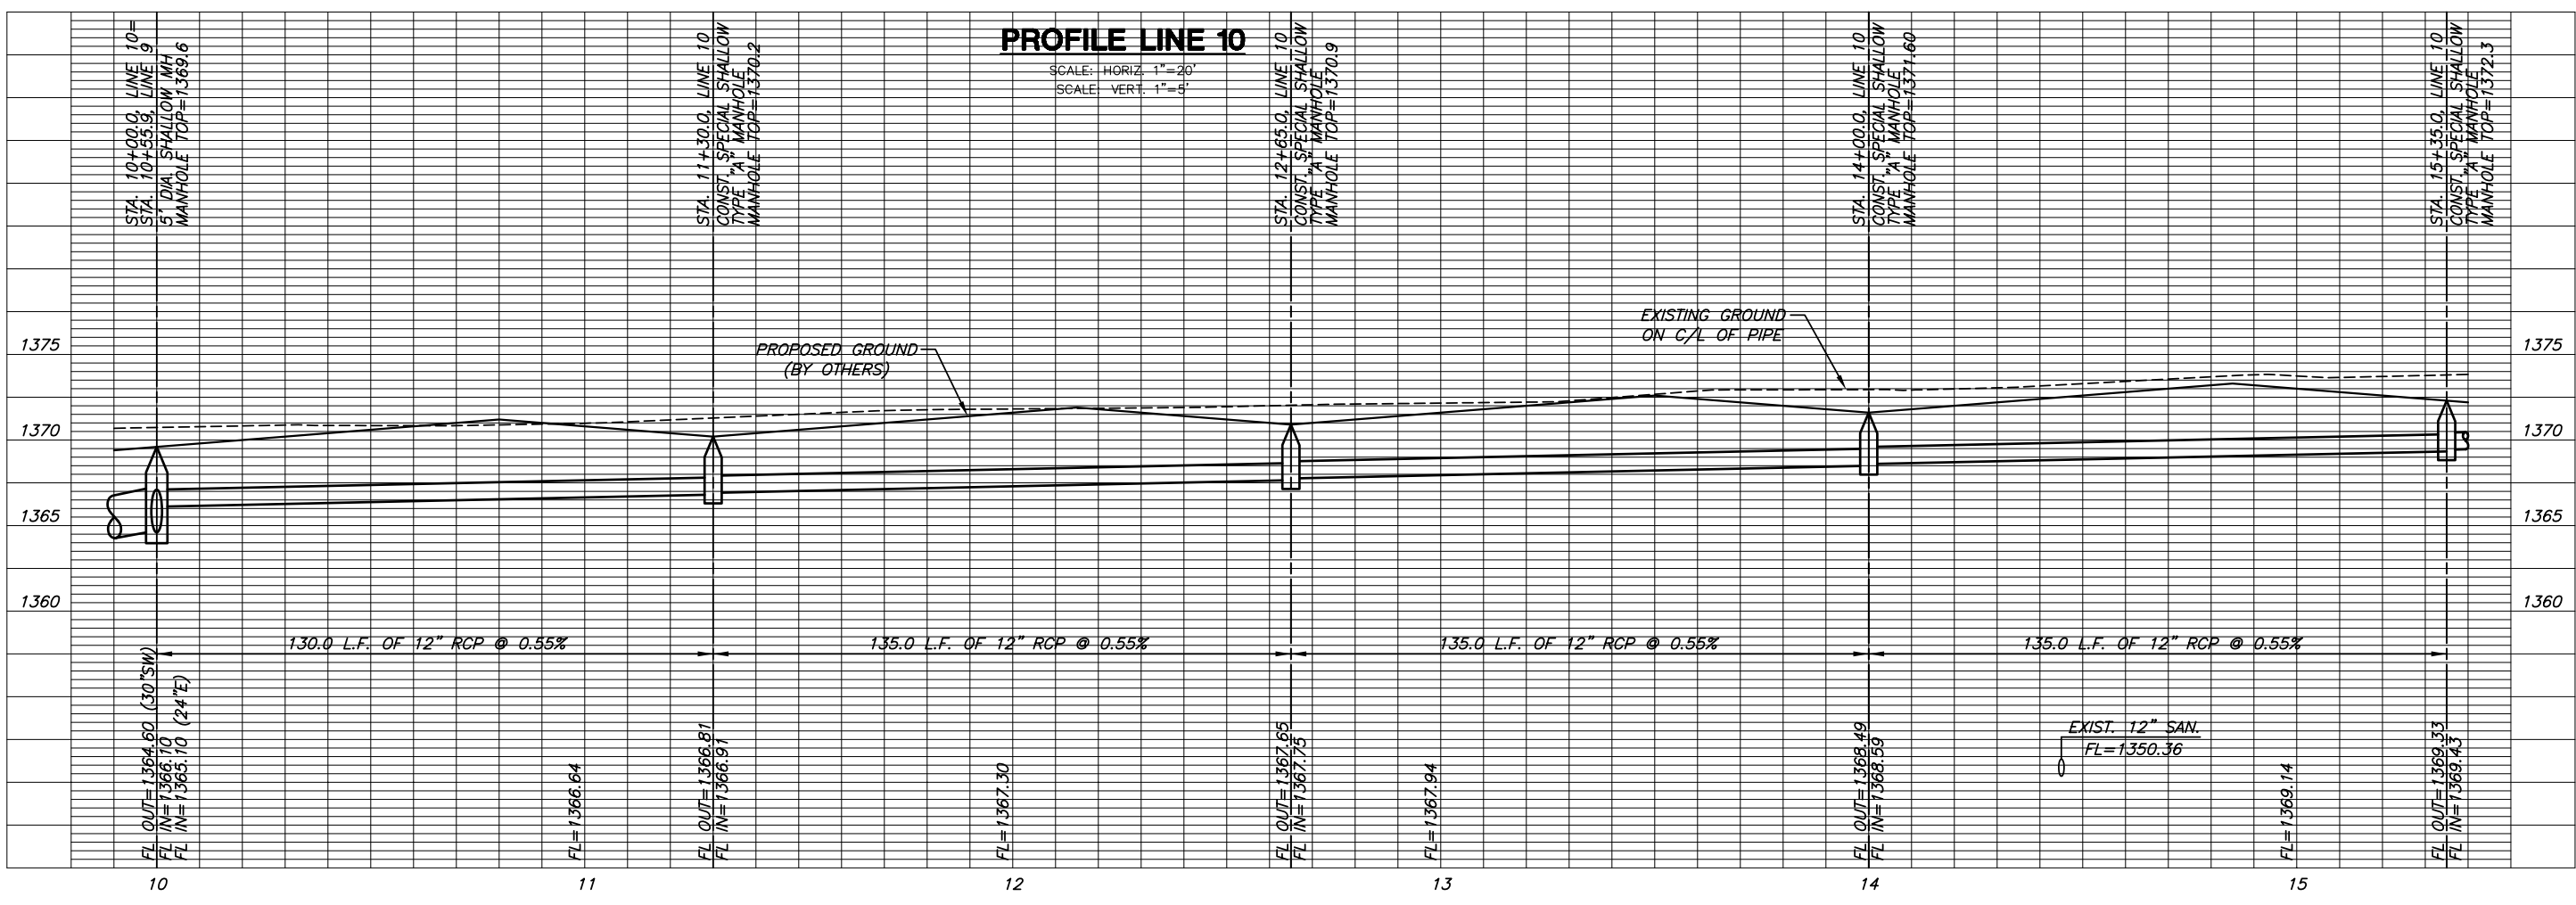 PROFILE LINE 10
SCALE: HORIZ. 1"=20'
SCALE: VERT. 1"=5'
STA. 10+00.0, LINE 10=
STA. 10+55.9, LINE 9
5' DIA. SHALLOW MH
MANHOLE TOP=1369.6
STA. 11+30.0, LINE 10
CONST. SPECIAL SHALLOW
TYPE "A" MANHOLE
MANHOLE TOP=1370.2
STA. 12+65.0, LINE 10
CONST. SPECIAL SHALLOW
TYPE "A" MANHOLE
MANHOLE TOP=1370.9
STA. 14+00.0, LINE 10
CONST. SPECIAL SHALLOW
TYPE "A" MANHOLE
MANHOLE TOP=1371.60
STA. 15+35.0, LINE 10
CONST. SPECIAL SHALLOW
TYPE "A" MANHOLE
MANHOLE TOP=1372.3
EXISTING GROUND
ON C/L OF PIPE
PROPOSED GROUND
(BY OTHERS)
1375
1375
1370
1370
1365
1365
1360
1360
130.0 L.F. OF 12" RCP @ 0.55%
135.0 L.F. OF 12" RCP @ 0.55%
135.0 L.F. OF 12" RCP @ 0.55%
135.0 L.F. OF 12" RCP @ 0.55%
FL OUT=1364.60 (30"SW)
FL IN=1366.10
FL IN=1365.10 (24"E)
FL=1366.64
FL OUT=1366.81
FL IN=1366.91
FL=1367.30
FL OUT=1367.65
FL IN=1367.75
FL=1367.94
FL OUT=1368.49
FL IN=1368.59
EXIST. 12" SAN.
FL=1350.36
FL=1369.14
FL OUT=1369.33
FL IN=1369.43
10
11
12
13
14
15